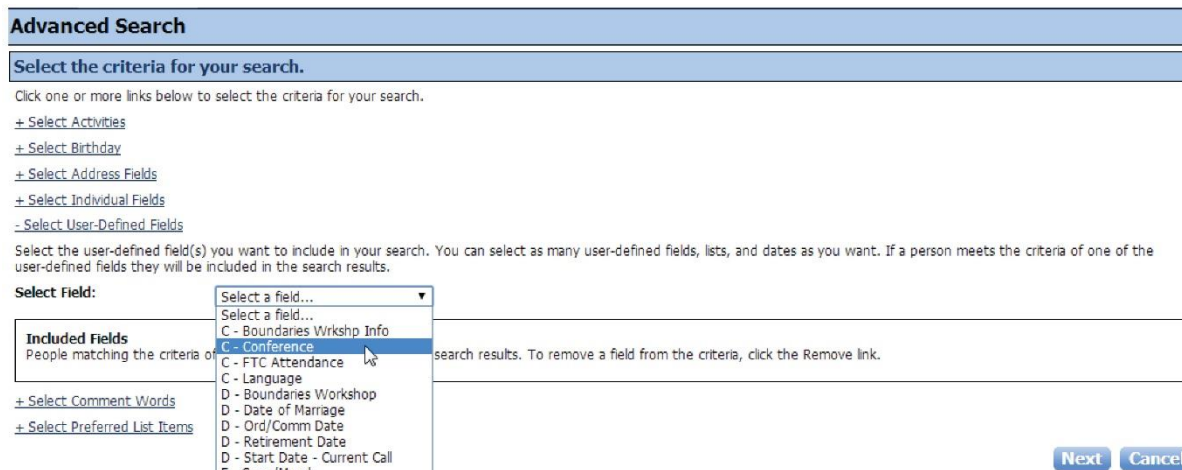 Advanced Search
Select the criteria for your search.
Click one or more links below to select the criteria for your search.
+ Select Activities
+ Select Birthday
+ Select Address Fields
+ Select Individual Fields
- Select User-Defined Fields
Select the user-defined field(s) you want to include in your search. You can select as many user-defined fields, lists, and dates as you want. If a person meets the criteria of one of the
user-defined fields they will be included in the search results.
Select Field:
Select a field...
Select a field...
C - Boundaries Wrkshp Info
C - Conference
C - FTC Attendance
C - Language
D - Boundaries Workshop
D - Date of Marriage
D - Ord/Comm Date
D - Retirement Date
D - Start Date - Current Call
Included Fields
People matching the criteria of search results. To remove a field from the criteria, click the Remove link.
+ Select Comment Words
+ Select Preferred List Items
Next Cancel